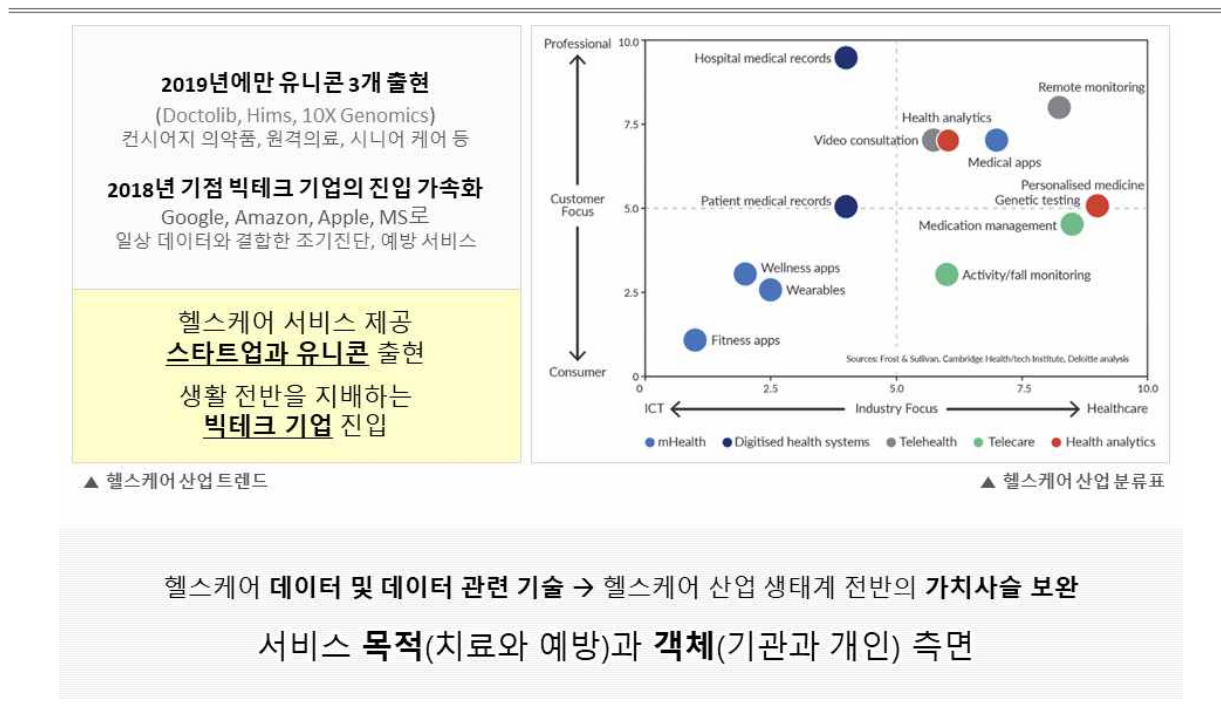 2019년에만 유니콘 3개 출현
(Doctolib, Hims, 10X Genomics)
컨시어지 의약품, 원격의료, 시니어 케어 등
2018년 기점 빅테크 기업의 진입 가속화
Google, Amazon, Apple, MS로
일상 데이터와 결합한 조기진단, 예방 서비스
헬스케어 서비스 제공
스타트업과 유니콘 출현
생활 전반을 지배하는
빅테크 기업 진입
▲ 헬스케어 산업 트렌드
Professional 10.0
Hospital medical records
Remote monitoring
7.5
Health analytics
Video consultation
Medical apps
Customer
Focus
Personalised medicine
Genetic testing
5.0
Patient medical records
Medication management
Wellness apps
Activity/fall monitoring
2.5
Wearables
Fitness apps
Sources: Frost & Sullivan, Cambridge Health/tech Institute, Deloitte analysis
Consumer
0
0 2.5 5.0 7.5 10.0
ICT Industry Focus Healthcare
mHealth Digitised health systems Telehealth Telecare Health analytics
▲ 헬스케어 산업 분류표
헬스케어 데이터 및 데이터 관련 기술 → 헬스케어 산업 생태계 전반의 가치사슬 보완
서비스 목적(치료와 예방)과 객체(기관과 개인) 측면